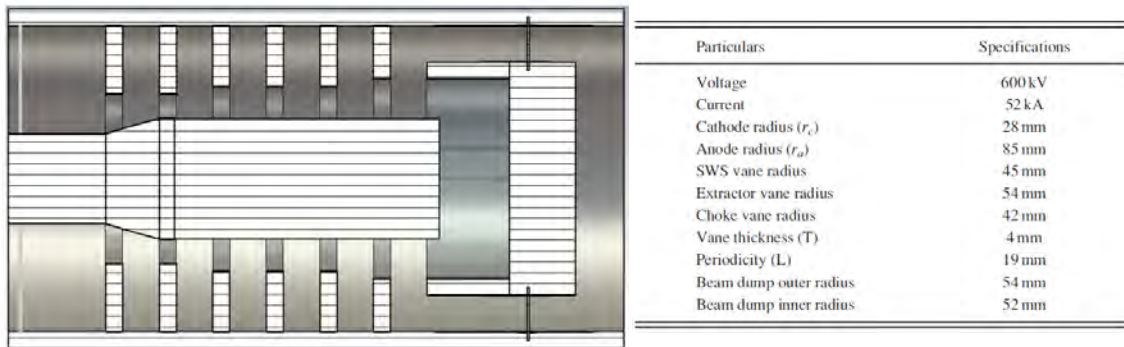 Particulars Specifications
Voltage 600 kV
Current 52 kA
Cathode radius (r_c) 28 mm
Anode radius (r_a) 85 mm
SWS vane radius 45 mm
Extractor vane radius 54 mm
Choke vane radius 42 mm
Vane thickness (T) 4 mm
Periodicity (L) 19 mm
Beam dump outer radius 54 mm
Beam dump inner radius 52 mm